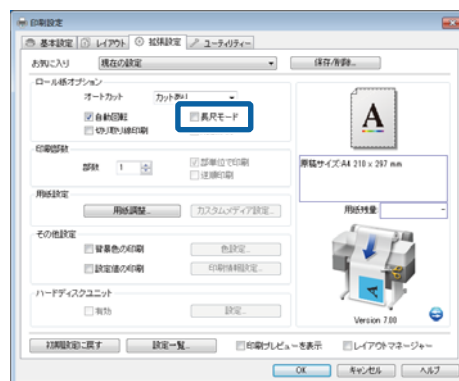 印刷設定
基本設定 レイアウト 拡張設定 ユーティリティー
お気に入り 現在の設定 保存/削除...
ロール紙オプション
オートカット カットあり
自動回転 長尺モード
切り取り線印刷
印刷部数
部数 1 部単位で印刷
逆順印刷
用紙設定
用紙調整... カスタムメディア設定...
その他設定
背景色の印刷 色設定...
設定値の印刷 印刷情報設定...
ハードディスクユニット
有効 設定...
A
原稿サイズ:A4 210 x 297 mm
用紙残量 -
Version 7.00
初期設定に戻す 設定一覧... 印刷プレビューを表示 レイアウトマネージャー
OK キャンセル ヘルプ